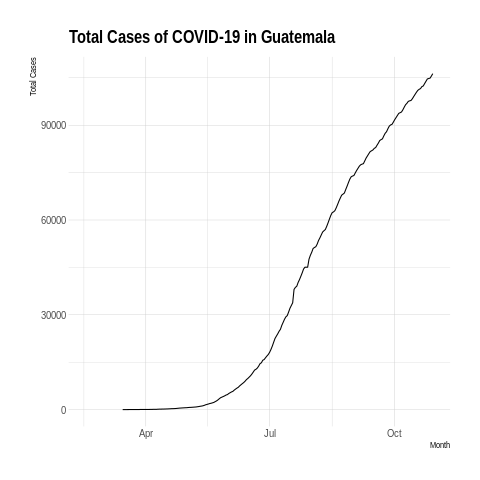 Total Cases of COVID-19 in Guatemala
Total Cases
90000
60000
30000
0
Apr Jul Oct
Month